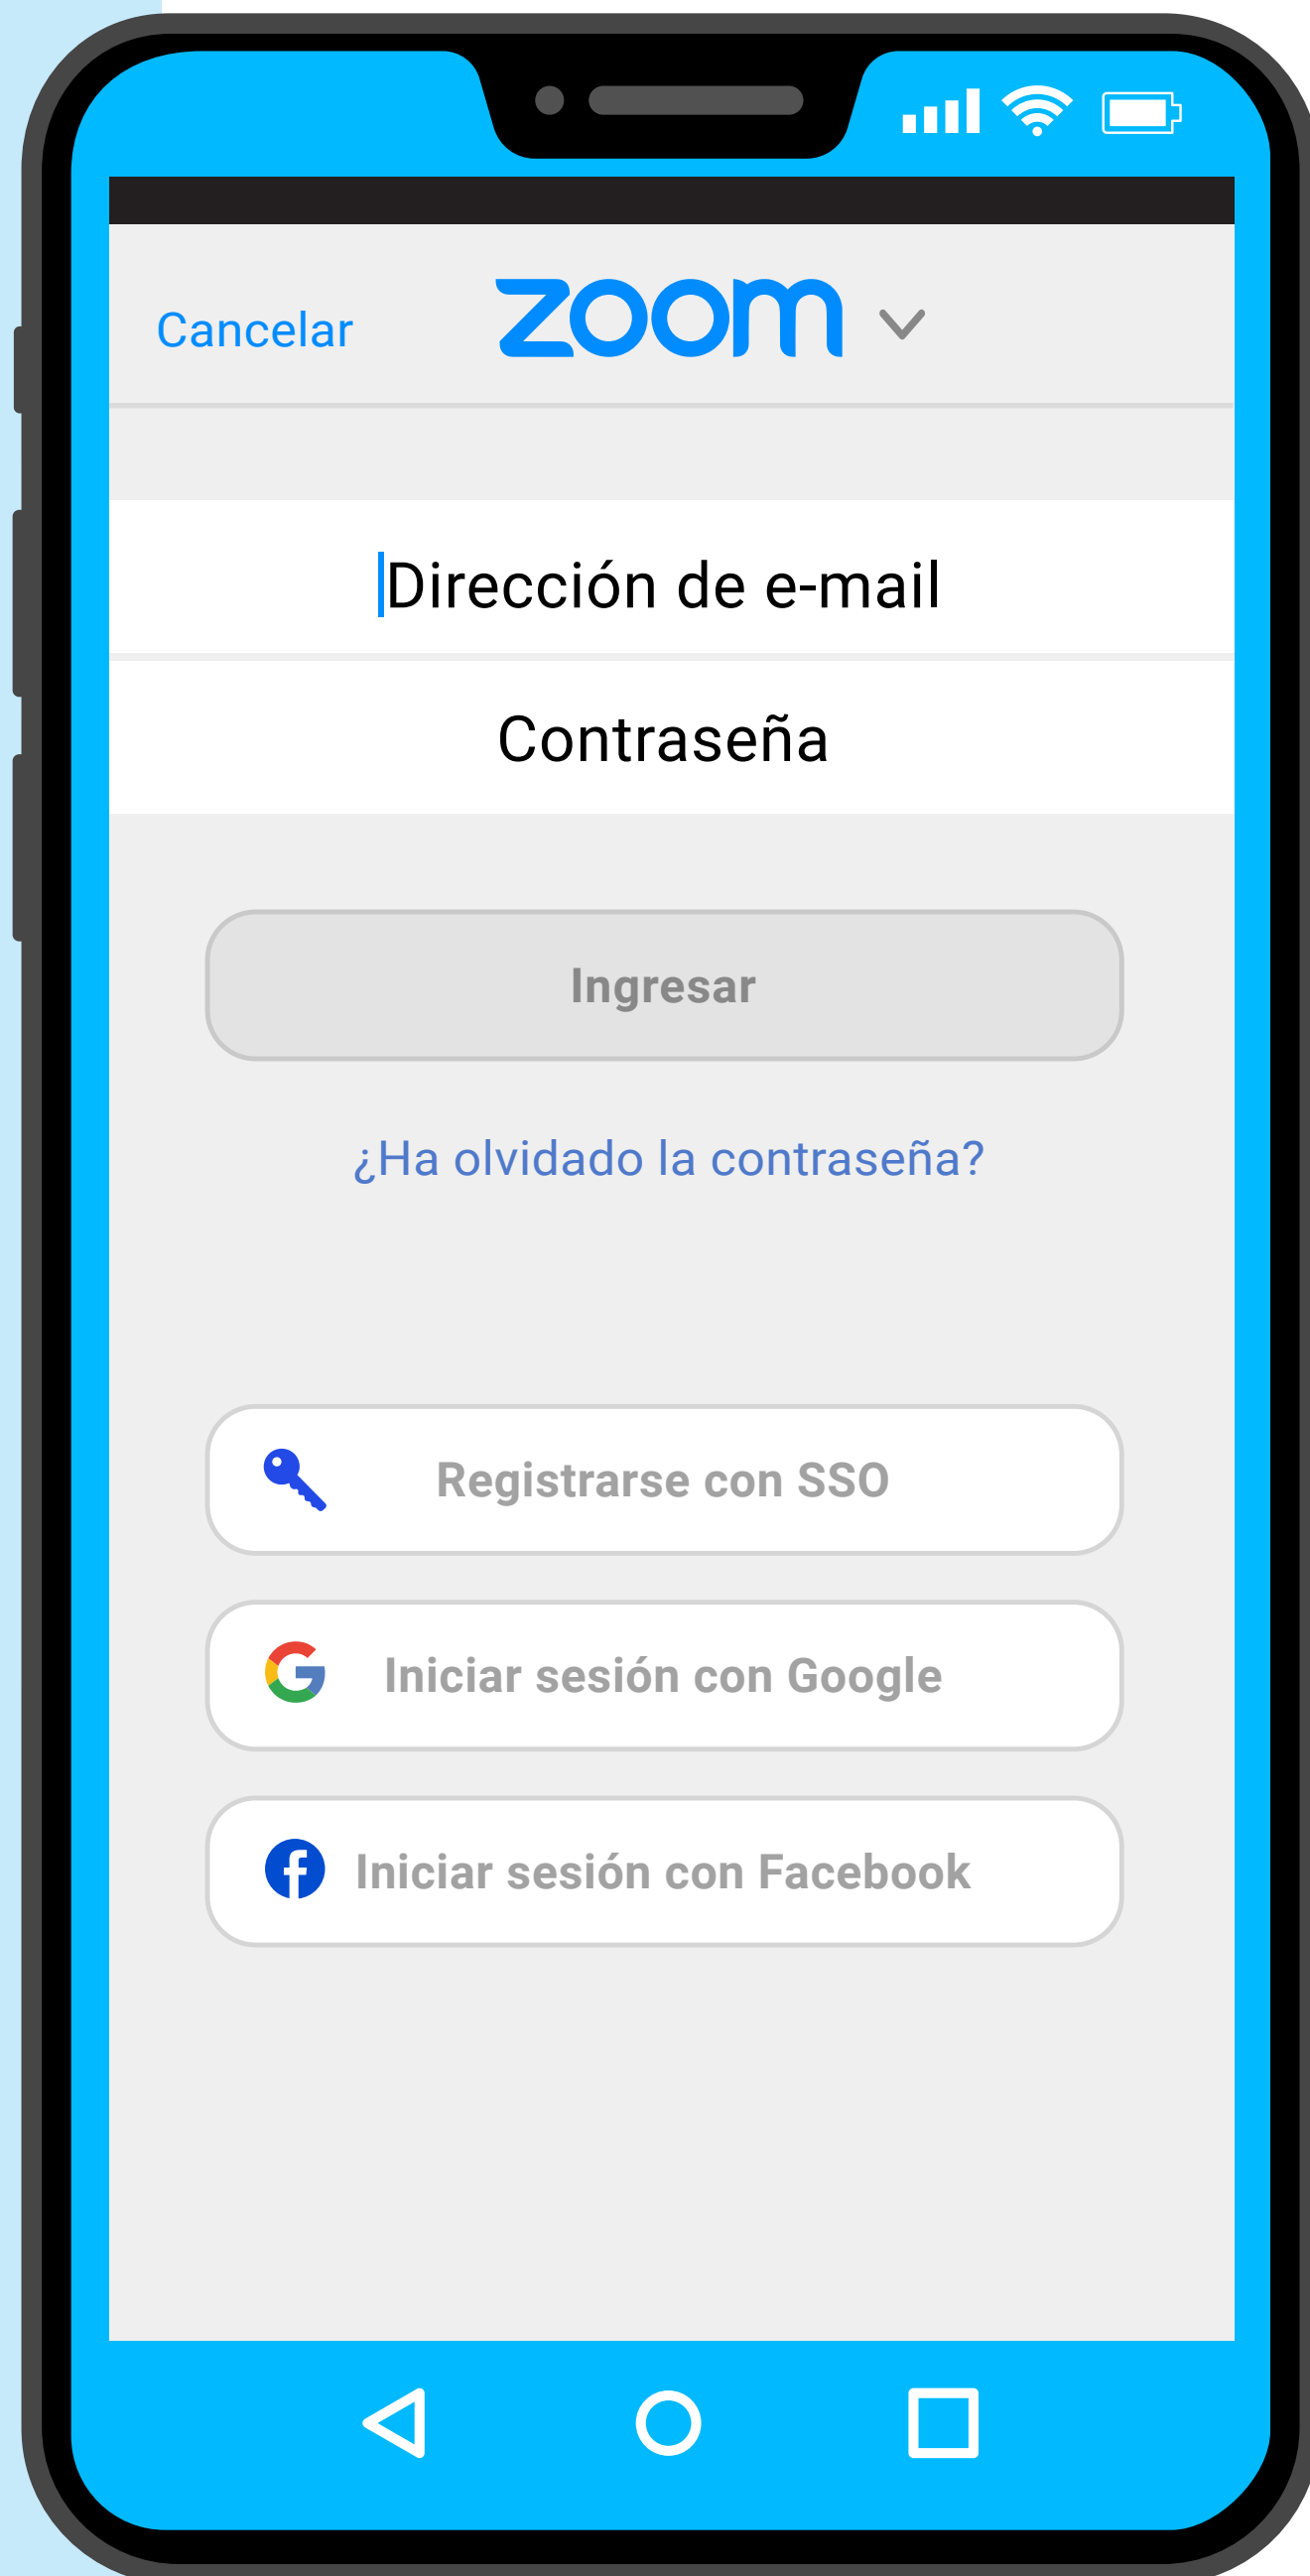 Cancelar
zoom
Dirección de e-mail
Contraseña
Ingresar
¿Ha olvidado la contraseña?
Registrarse con SSO
Iniciar sesión con Google
Iniciar sesión con Facebook